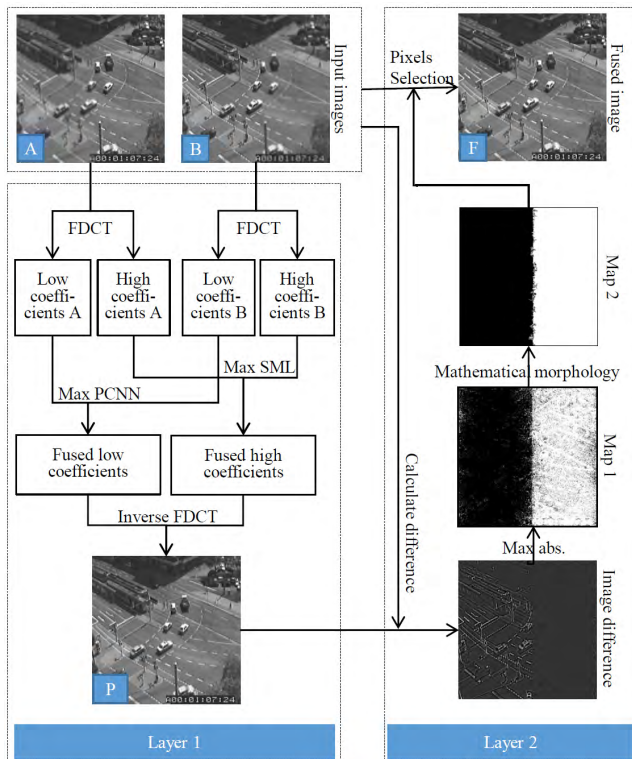 A
A00:01:07:24
B
A00:01:07:24
Input images
FDCT
FDCT
Low
coeffi-
cients A
High
coeffi-
cients A
Low
coeffi-
cients B
High
coeffi-
cients B
Max SML
Max PCNN
Fused low
coefficients
Fused high
coefficients
Inverse FDCT
P
A00:01:07:24
Layer 1
Pixels
Selection
F
A00:01:07:24
Fused image
Map 2
Mathematical morphology
Map 1
Calculate difference
Max abs.
Image difference
A
Layer 2